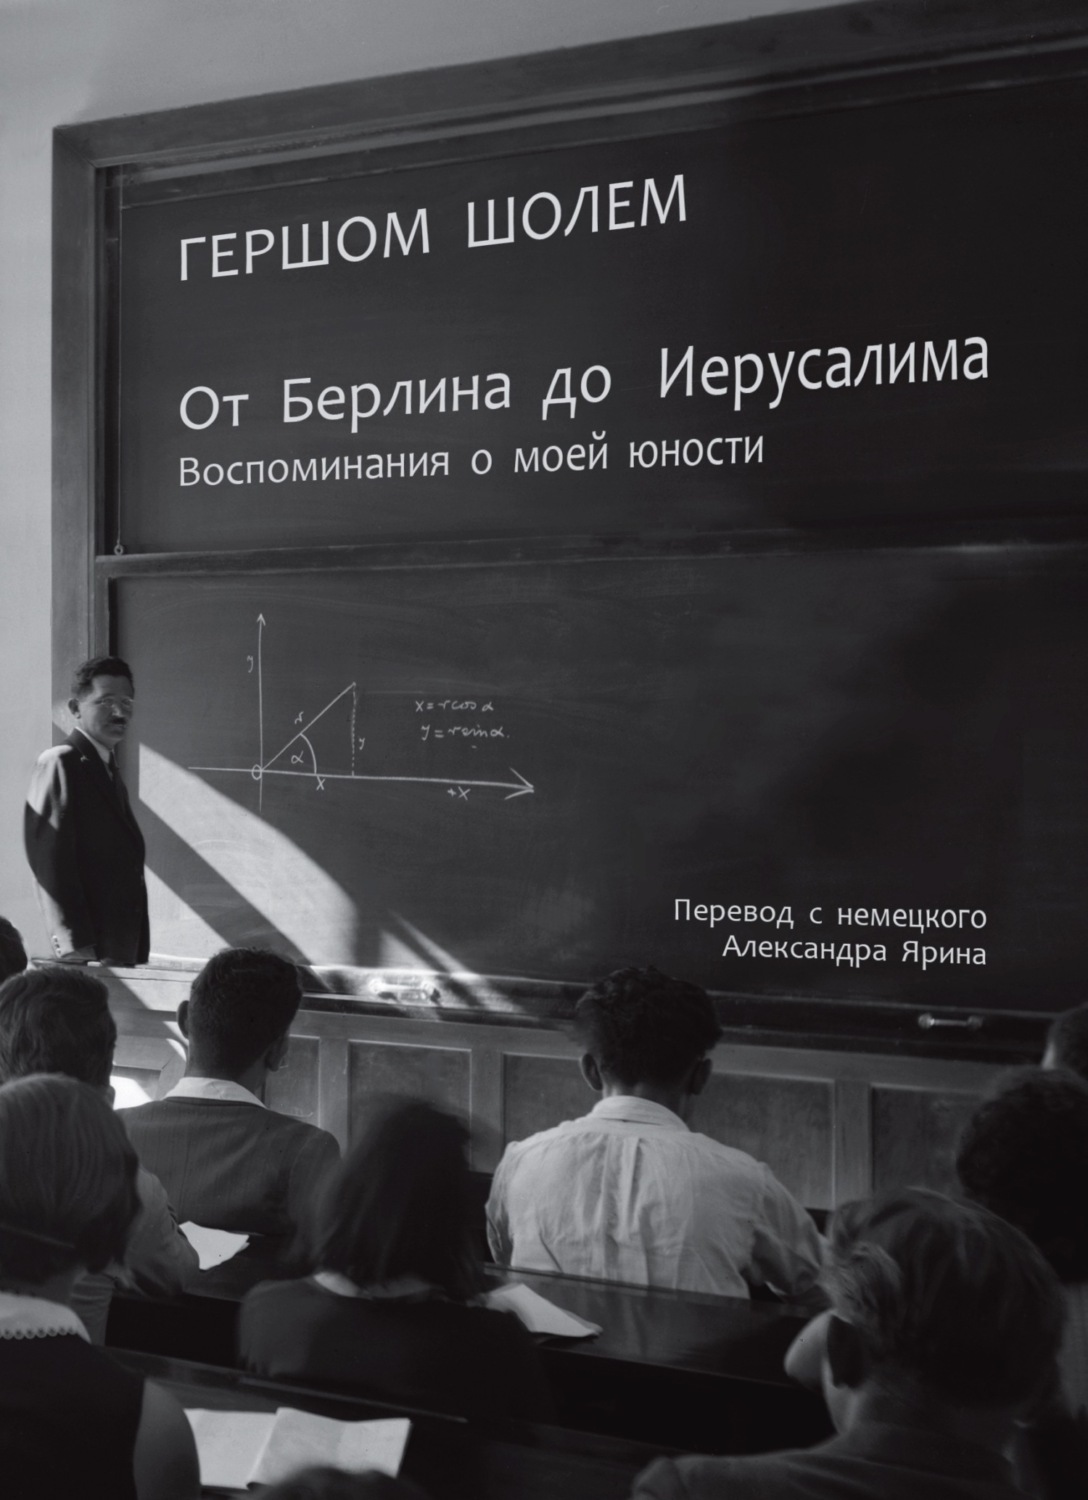 ГЕРШОМ ШОЛЕМ
От Берлина до Иерусалима
Воспоминания о моей юности
y
r
α
y
x
+x
x = r cos α
y = r sin α.
Перевод с немецкого
Александра Ярина